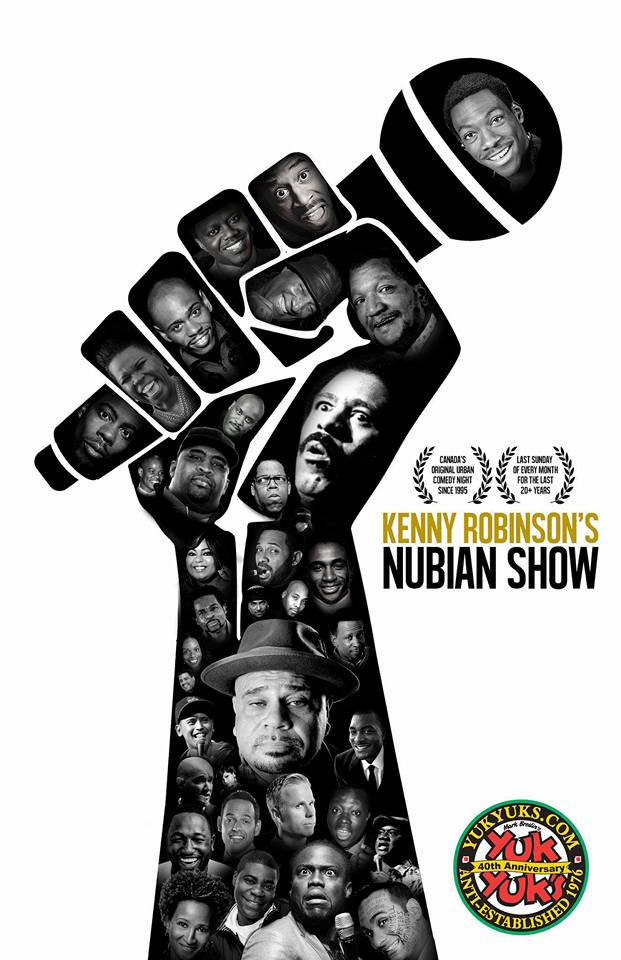 CANADA'S
ORIGINAL URBAN
COMEDY NIGHT
SINCE 1995
LAST SUNDAY
OF EVERY MONTH
FOR THE LAST
20+ YEARS
KENNY ROBINSON'S
NUBIAN SHOW
YUKYUKS.COM
Mark Breslin's
YUK
40th Anniversary
YUK'S
ANTI-ESTABLISHED 1976